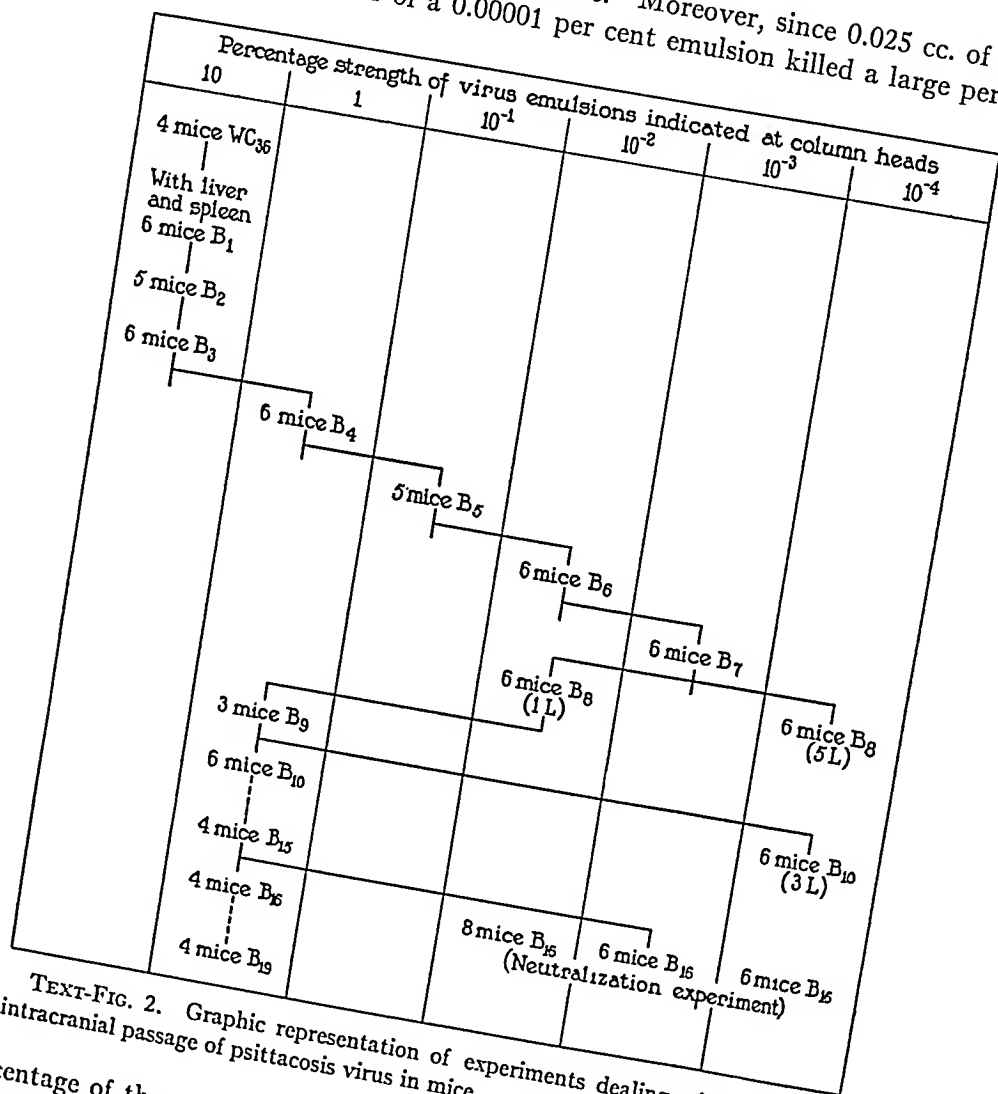 Moreover, since 0.025 cc. of
of a 0.00001 per cent emulsion killed a large per
Percentage strength of virus emulsions indicated at column heads
10 1 10⁻¹ 10⁻² 10⁻³ 10⁻⁴
4 mice WC₃₆
With liver
and spleen
6 mice B₁
5 mice B₂
6 mice B₃
6 mice B₄
5 mice B₅
6 mice B₆
6 mice B₇
6 mice B₈
(1 L)
6 mice B₈
(5 L)
3 mice B₉
6 mice B₁₀
6 mice B₁₀
(3 L)
4 mice B₁₅
4 mice B₁₆
8 mice B₁₆ 6 mice B₁₆ 6 mice B₁₆
(Neutralization experiment)
4 mice B₁₉
TEXT-FIG. 2. Graphic representation of experiments dealing
intracranial passage of psittacosis virus in mice
centage of